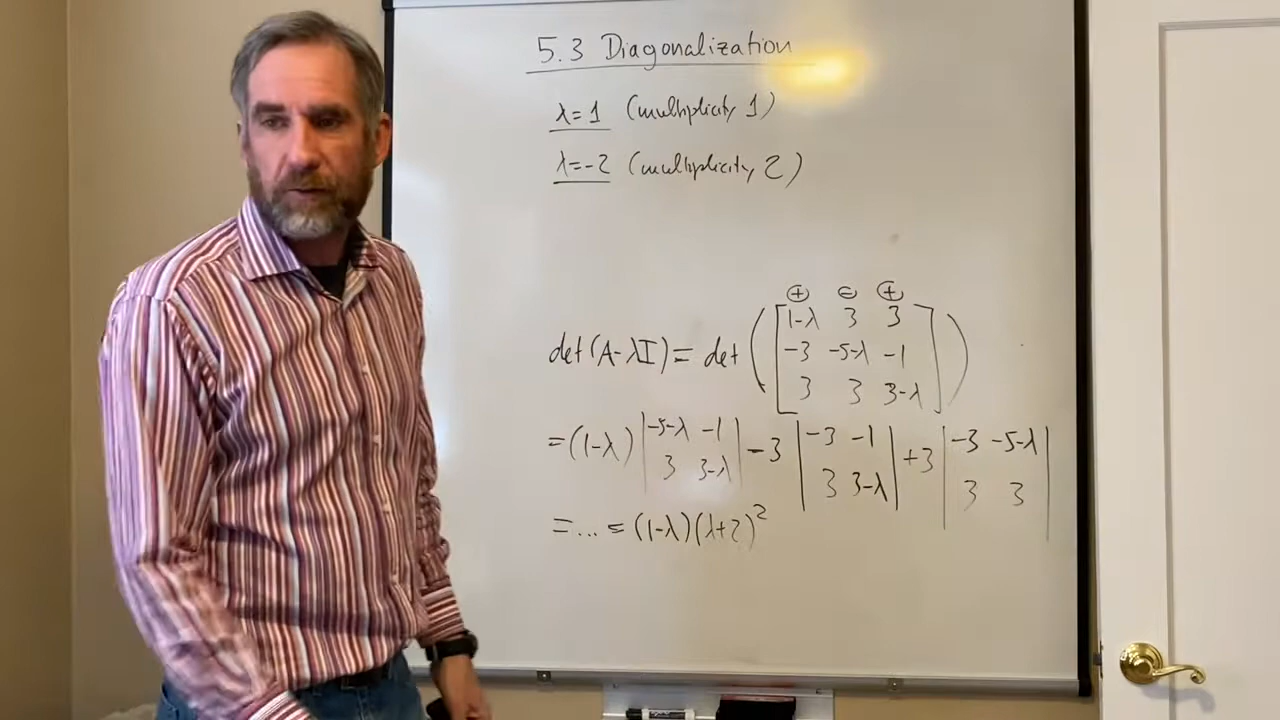 5.3 Diagonalization
λ=1 (multiplicity 1)
λ=-2 (multiplicity 2)
⊕ ⊖ ⊕
1-λ 3 3
det(A-λI)= det ( [ -3 -5-λ -1 ] )
3 3 3-λ
=(1-λ) | -5-λ -1 | -3 | -3 -1 | +3 | -3 -5-λ |
3 3-λ 3 3-λ 3 3
=...=(1-λ)(λ+2)²